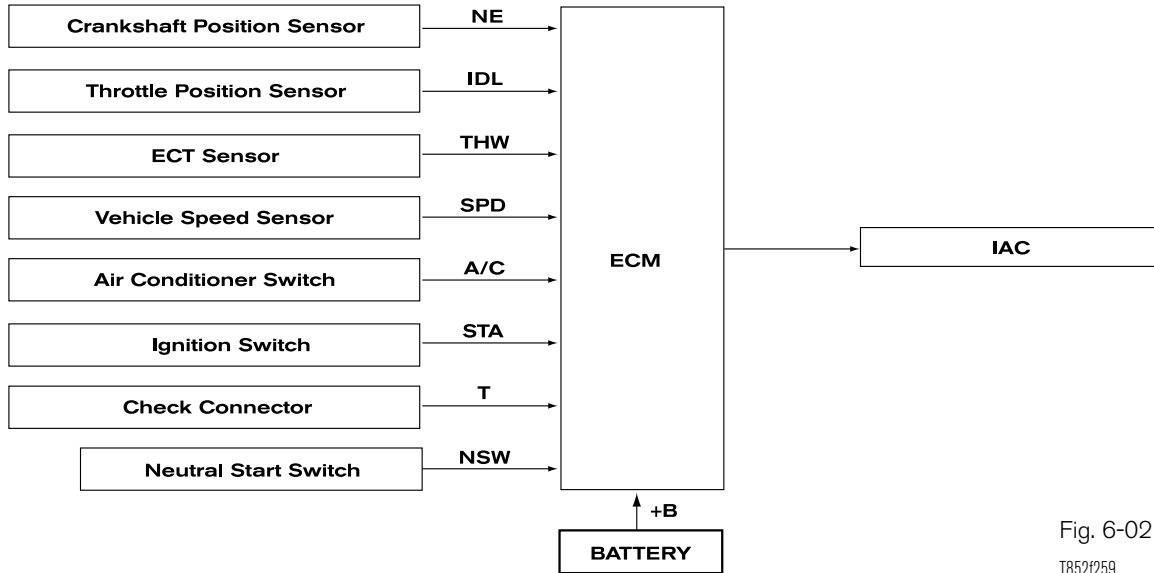 Crankshaft Position Sensor
NE
Throttle Position Sensor
IDL
ECT Sensor
THW
Vehicle Speed Sensor
SPD
Air Conditioner Switch
A/C
Ignition Switch
STA
Check Connector
T
Neutral Start Switch
NSW
ECM
IAC
+B
BATTERY
Fig. 6-02
T852f259